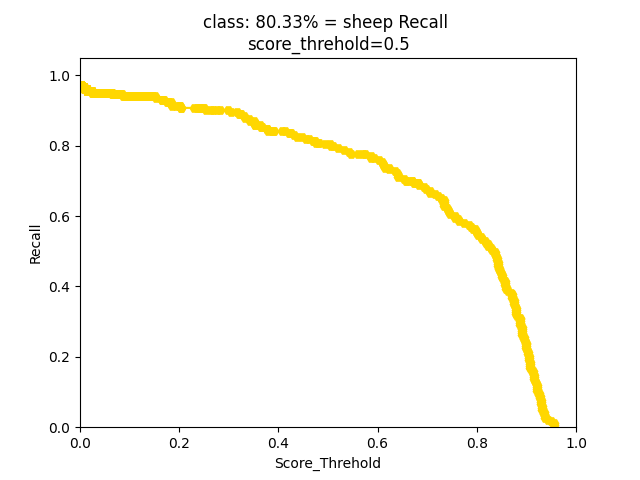 class: 80.33% = sheep Recall
score_threhold=0.5
1.0
0.8
0.6
0.4
0.2
0.0
Recall
0.0 0.2 0.4 0.6 0.8 1.0
Score_Threhold